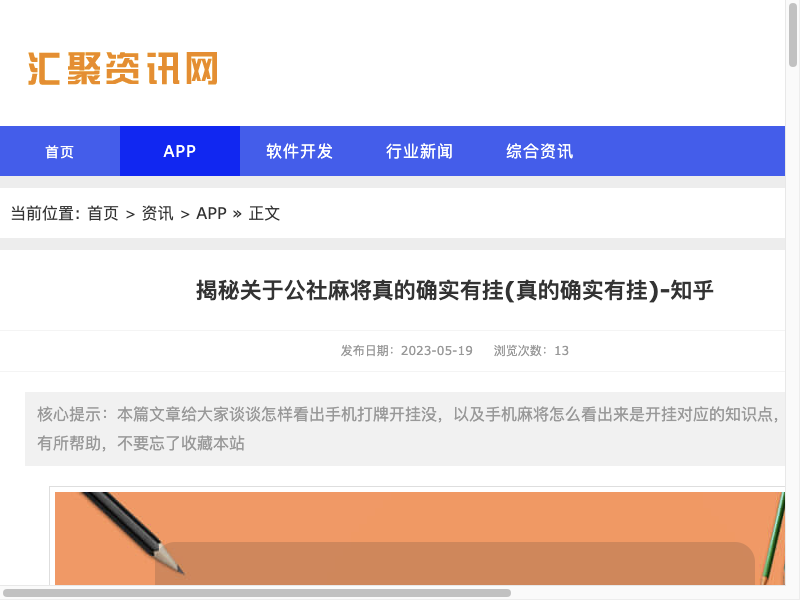 汇聚资讯网
首页 APP 软件开发 行业新闻 综合资讯
当前位置: 首页 > 资讯 > APP » 正文
揭秘关于公社麻将真的确实有挂(真的确实有挂)-知乎
发布日期：2023-05-19 浏览次数：13
核心提示：本篇文章给大家谈谈怎样看出手机打牌开挂没，以及手机麻将怎么看出来是开挂对应的知识点，
有所帮助，不要忘了收藏本站